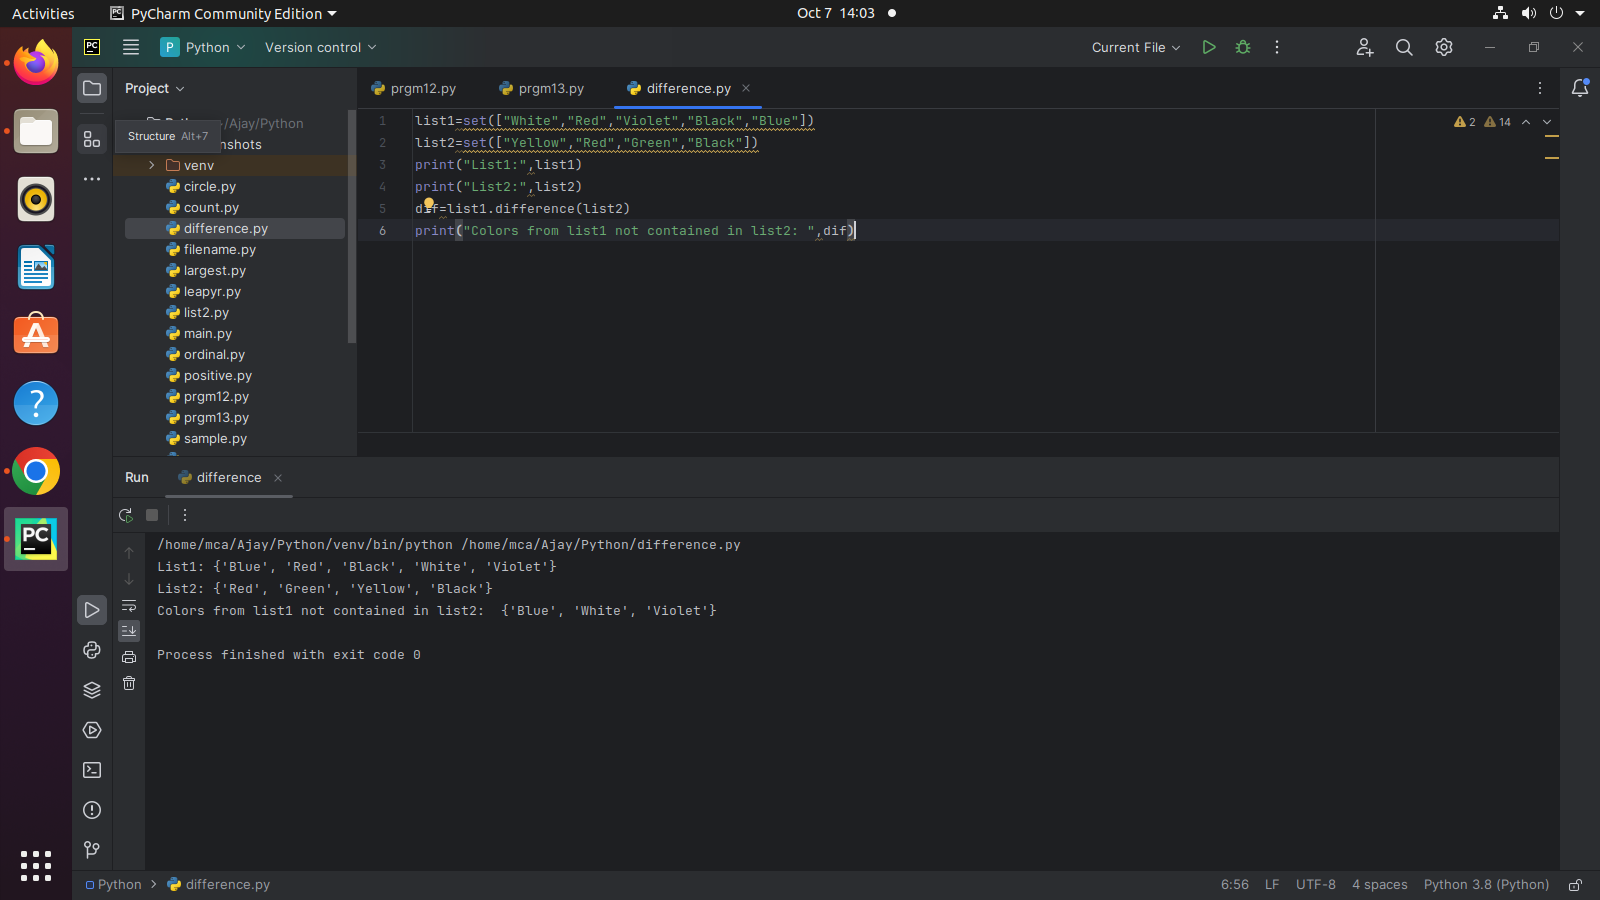 Activities PyCharm Community Edition Oct 7 14:03
PC P Python Version control Current File
Project prgm12.py prgm13.py difference.py
/Ajay/Python
Structure Alt+7
nshots
venv
circle.py
count.py
difference.py
filename.py
largest.py
leapyr.py
list2.py
main.py
ordinal.py
positive.py
prgm12.py
prgm13.py
sample.py
1 list1=set(["White","Red","Violet","Black","Blue"])
2 list2=set(["Yellow","Red","Green","Black"])
3 print("List1:",list1)
4 print("List2:",list2)
5 dif=list1.difference(list2)
6 print("Colors from list1 not contained in list2: ",dif)
2 14
Run difference
/home/mca/Ajay/Python/venv/bin/python /home/mca/Ajay/Python/difference.py
List1: {'Blue', 'Red', 'Black', 'White', 'Violet'}
List2: {'Red', 'Green', 'Yellow', 'Black'}
Colors from list1 not contained in list2:  {'Blue', 'White', 'Violet'}
Process finished with exit code 0
PC
Python difference.py 6:56 LF UTF-8 4 spaces Python 3.8 (Python)